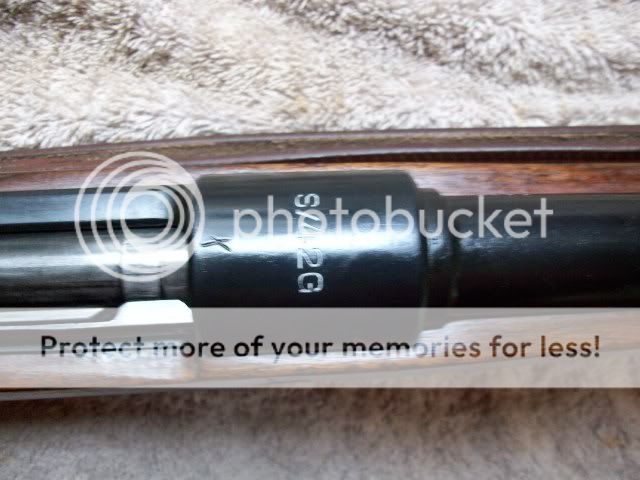 S/42G
X
photobucket
Protect more of your memories for less!